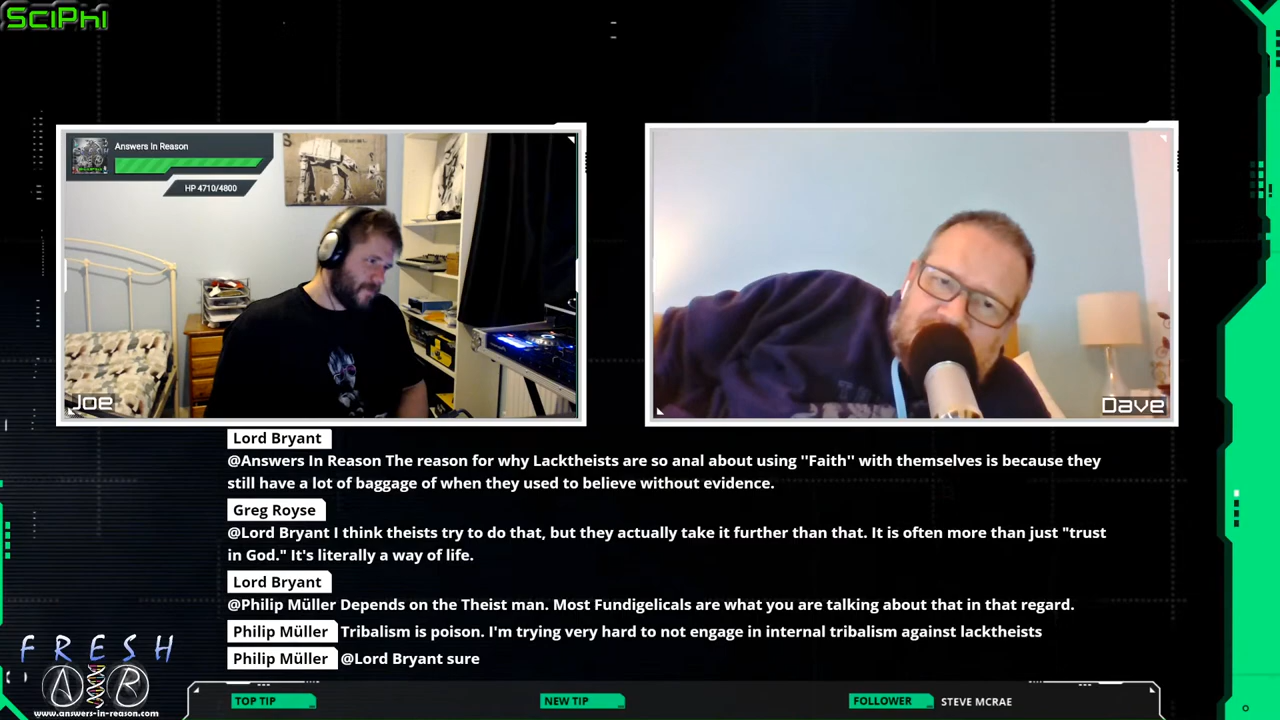 SciPhi
Answers In Reason
HP 4710/4800
Joe
Dave
Lord Bryant
@Answers In Reason The reason for why Lacktheists are so anal about using ''Faith'' with themselves is because they
still have a lot of baggage of when they used to believe without evidence.
Greg Royse
@Lord Bryant I think theists try to do that, but they actually take it further than that. It is often more than just "trust
in God." It's literally a way of life.
Lord Bryant
@Philip Müller Depends on the Theist man. Most Fundigelicals are what you are talking about that in that regard.
Philip Müller Tribalism is poison. I'm trying very hard to not engage in internal tribalism against lacktheists
Philip Müller @Lord Bryant sure
FRESH
AIR
www.answers-in-reason.com
TOP TIP
NEW TIP
FOLLOWER STEVE MCRAE